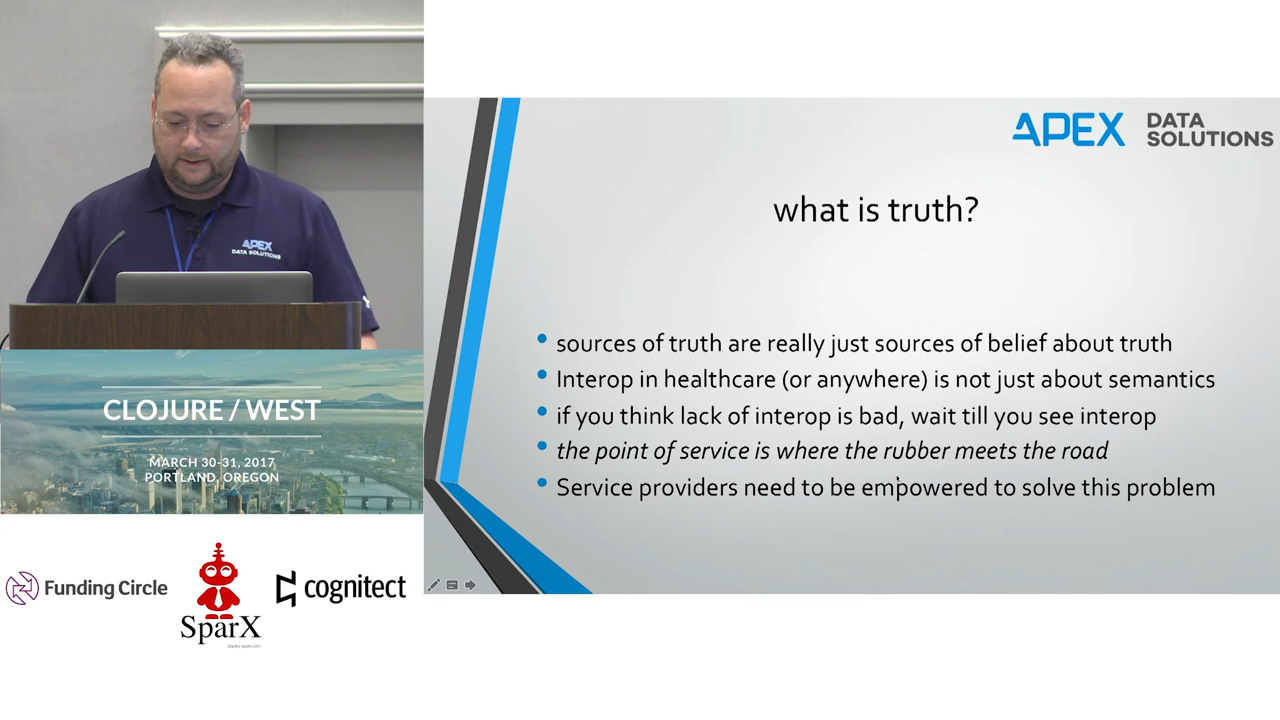 APEX
DATA SOLUTIONS
CLOJURE / WEST
MARCH 30-31, 2017
PORTLAND, OREGON
Funding Circle
SparX
cognitect
APEX DATA
SOLUTIONS
what is truth?
• sources of truth are really just sources of belief about truth
• Interop in healthcare (or anywhere) is not just about semantics
• if you think lack of interop is bad, wait till you see interop
• the point of service is where the rubber meets the road
• Service providers need to be empowered to solve this problem